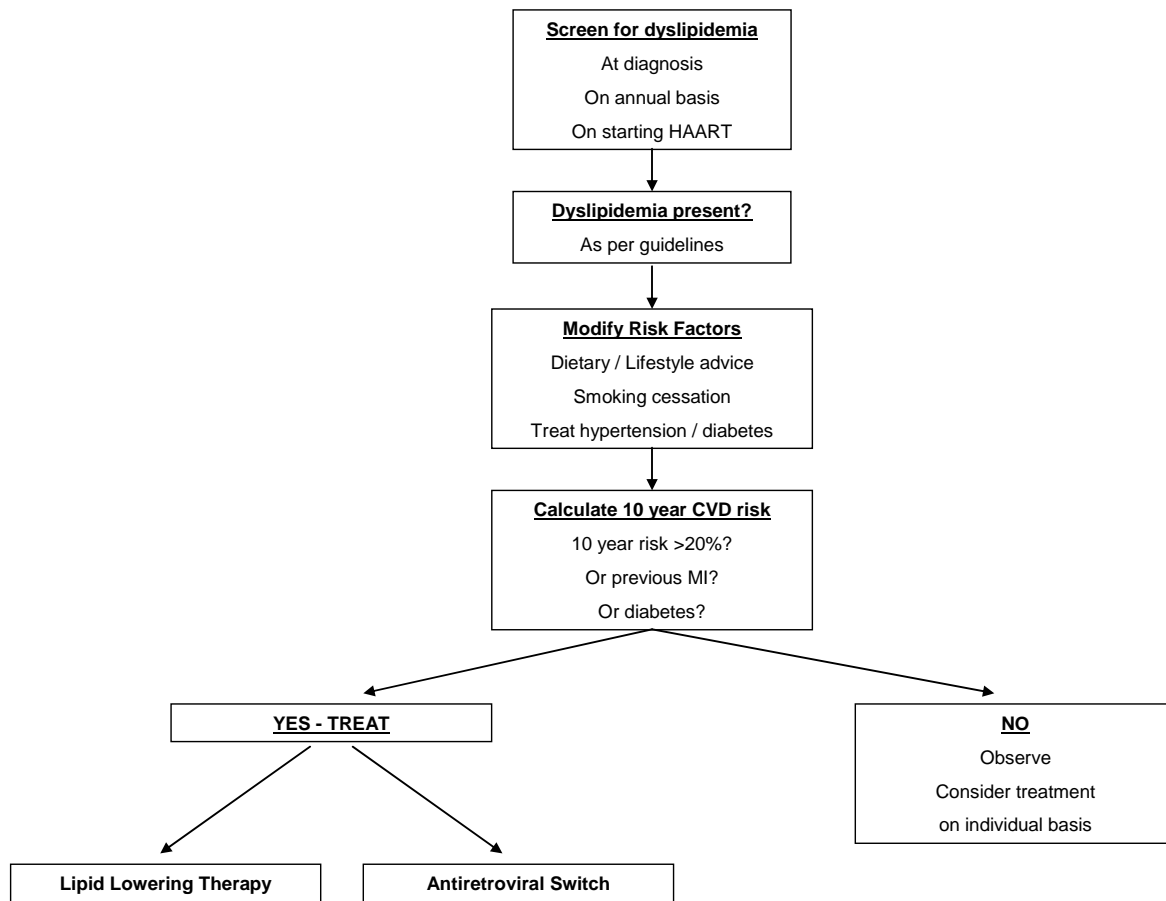 Screen for dyslipidemia
At diagnosis
On annual basis
On starting HAART
Dyslipidemia present?
As per guidelines
Modify Risk Factors
Dietary / Lifestyle advice
Smoking cessation
Treat hypertension / diabetes
Calculate 10 year CVD risk
10 year risk >20%?
Or previous MI?
Or diabetes?
YES - TREAT
NO
Observe
Consider treatment
on individual basis
Lipid Lowering Therapy
Antiretroviral Switch